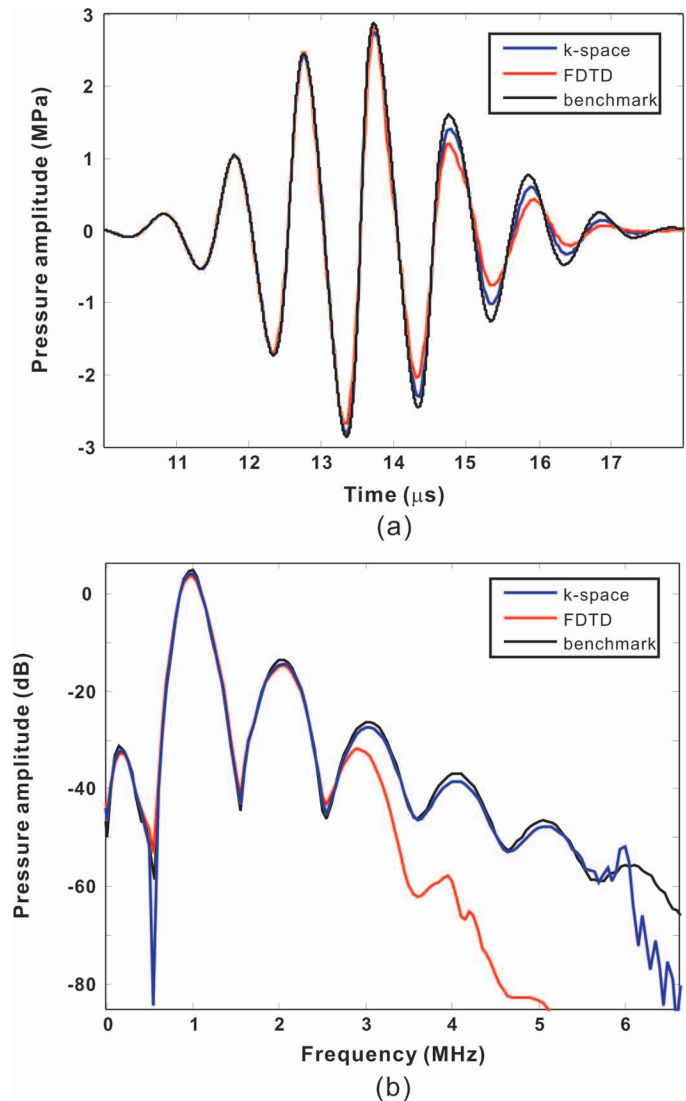 3
2
1
0
-1
-2
-3
Pressure amplitude (MPa)
k-space
FDTD
benchmark
11 12 13 14 15 16 17
Time (μs)
(a)
0
-20
-40
-60
-80
Pressure amplitude (dB)
k-space
FDTD
benchmark
0 1 2 3 4 5 6
Frequency (MHz)
(b)